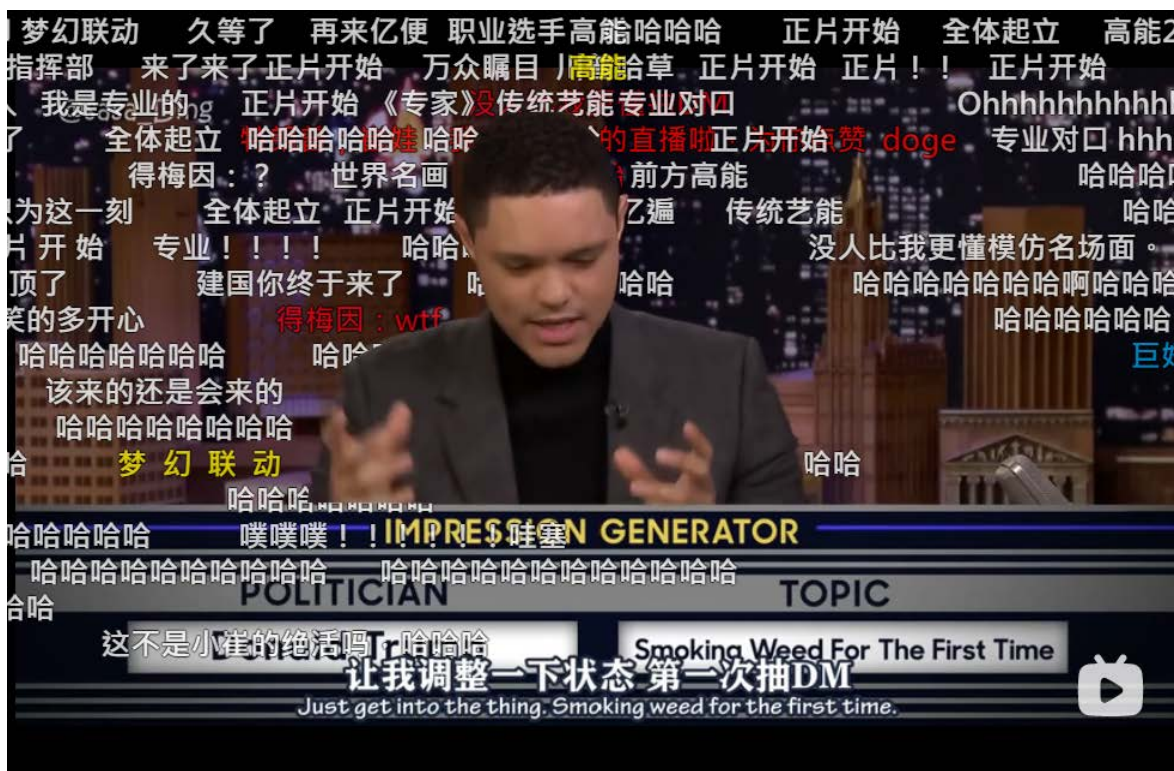 梦幻联动 久等了 再来亿便 职业选手 高能 哈哈哈哈 正片开始 全体起立 高能
指挥部 来了来了 正片开始 万众瞩目 高能 哈草 正片开始 正片！！ 正片开始
我是专业的 正片开始 《专家》 传统艺能 专业对口 Ohhhhhhhhhhh
了 全体起立 哈哈哈哈哈 哈哈 的直播啦 正片开始 点赞 doge 专业对口 hhh
得梅因：？ 世界名画 前方高能 哈哈哈
为这一刻 全体起立 正片开始 亿遍 传统艺能 哈哈
片 开 始 专业！！！！ 哈哈 没人比我更懂模仿名场面。
顶了 建国你终于来了 哈哈 哈哈哈哈哈哈哈啊哈哈哈
笑的多开心 得梅因：wtf 哈哈哈哈哈哈
哈哈哈哈哈哈哈 哈哈
该来的还是会来的
哈哈哈哈哈哈哈哈
哈 梦 幻 联 动 哈哈
哈哈哈哈哈哈哈
IMPRESSION GENERATOR
哈哈哈哈哈 噗噗噗！！！！！！哇塞
哈哈哈哈哈哈哈哈哈哈 哈哈哈哈哈哈哈哈哈哈哈哈
POLITICIAN TOPIC
哈哈
这不是小崔的绝活吗。哈哈哈
Smoking Weed For The First Time
让我调整一下状态 第一次抽DM
Just get into the thing. Smoking weed for the first time.